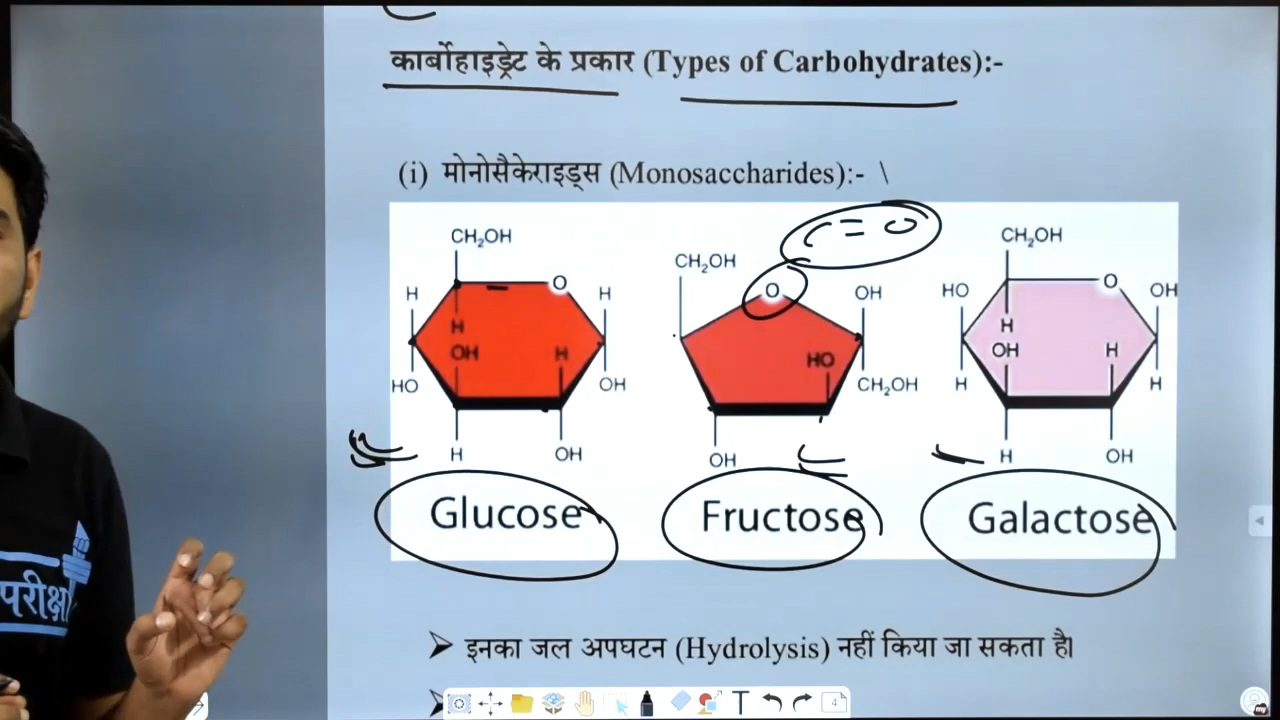 कार्बोहाइड्रेट के प्रकार (Types of Carbohydrates):-
(i) मोनोसैकेराइड्स (Monosaccharides):- \
C = O
CH₂OH
H
O
H
H
OH
H
HO
OH
H
OH
Glucose
CH₂OH
O
OH
HO
CH₂OH
OH
Fructose
CH₂OH
HO
O
OH
H
OH
H
H
H
H
OH
Galactose
➤ इनका जल अपघटन (Hydrolysis) नहीं किया जा सकता है।
परीक्षा
T
4